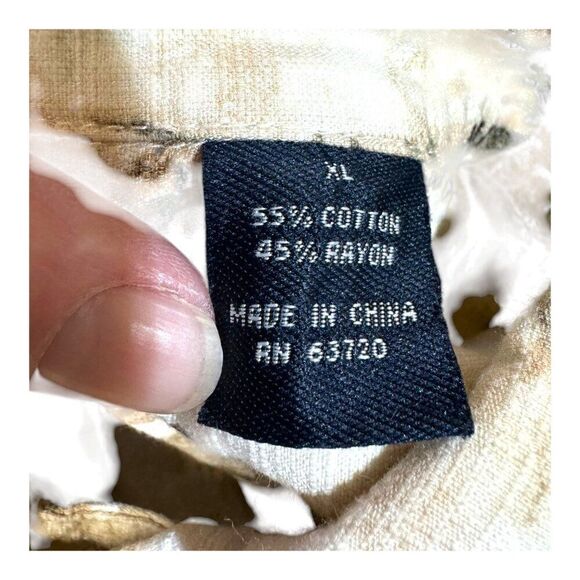 XL
55% COTTON
45% RAYON
MADE IN CHINA
RN 63720